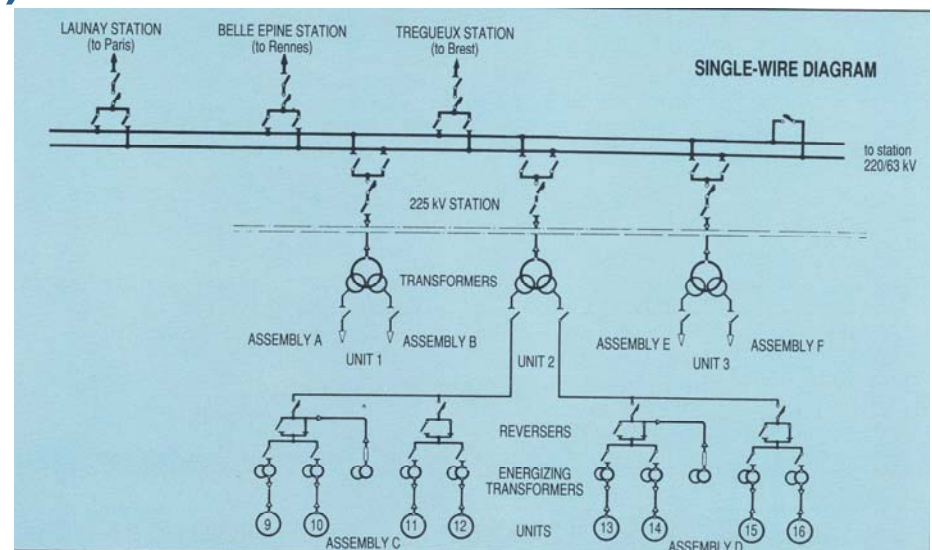 LAUNAY STATION
(to Paris)
BELLE EPINE STATION
(to Rennes)
TREGUEUX STATION
(to Brest)
SINGLE-WIRE DIAGRAM
to station
220/63 kV
225 kV STATION
TRANSFORMERS
ASSEMBLY A
ASSEMBLY B
UNIT 1
UNIT 2
ASSEMBLY E
ASSEMBLY F
UNIT 3
REVERSERS
ENERGIZING
TRANSFORMERS
9
10
11
12
UNITS
13
14
15
16
ASSEMBLY C
ASSEMBLY D